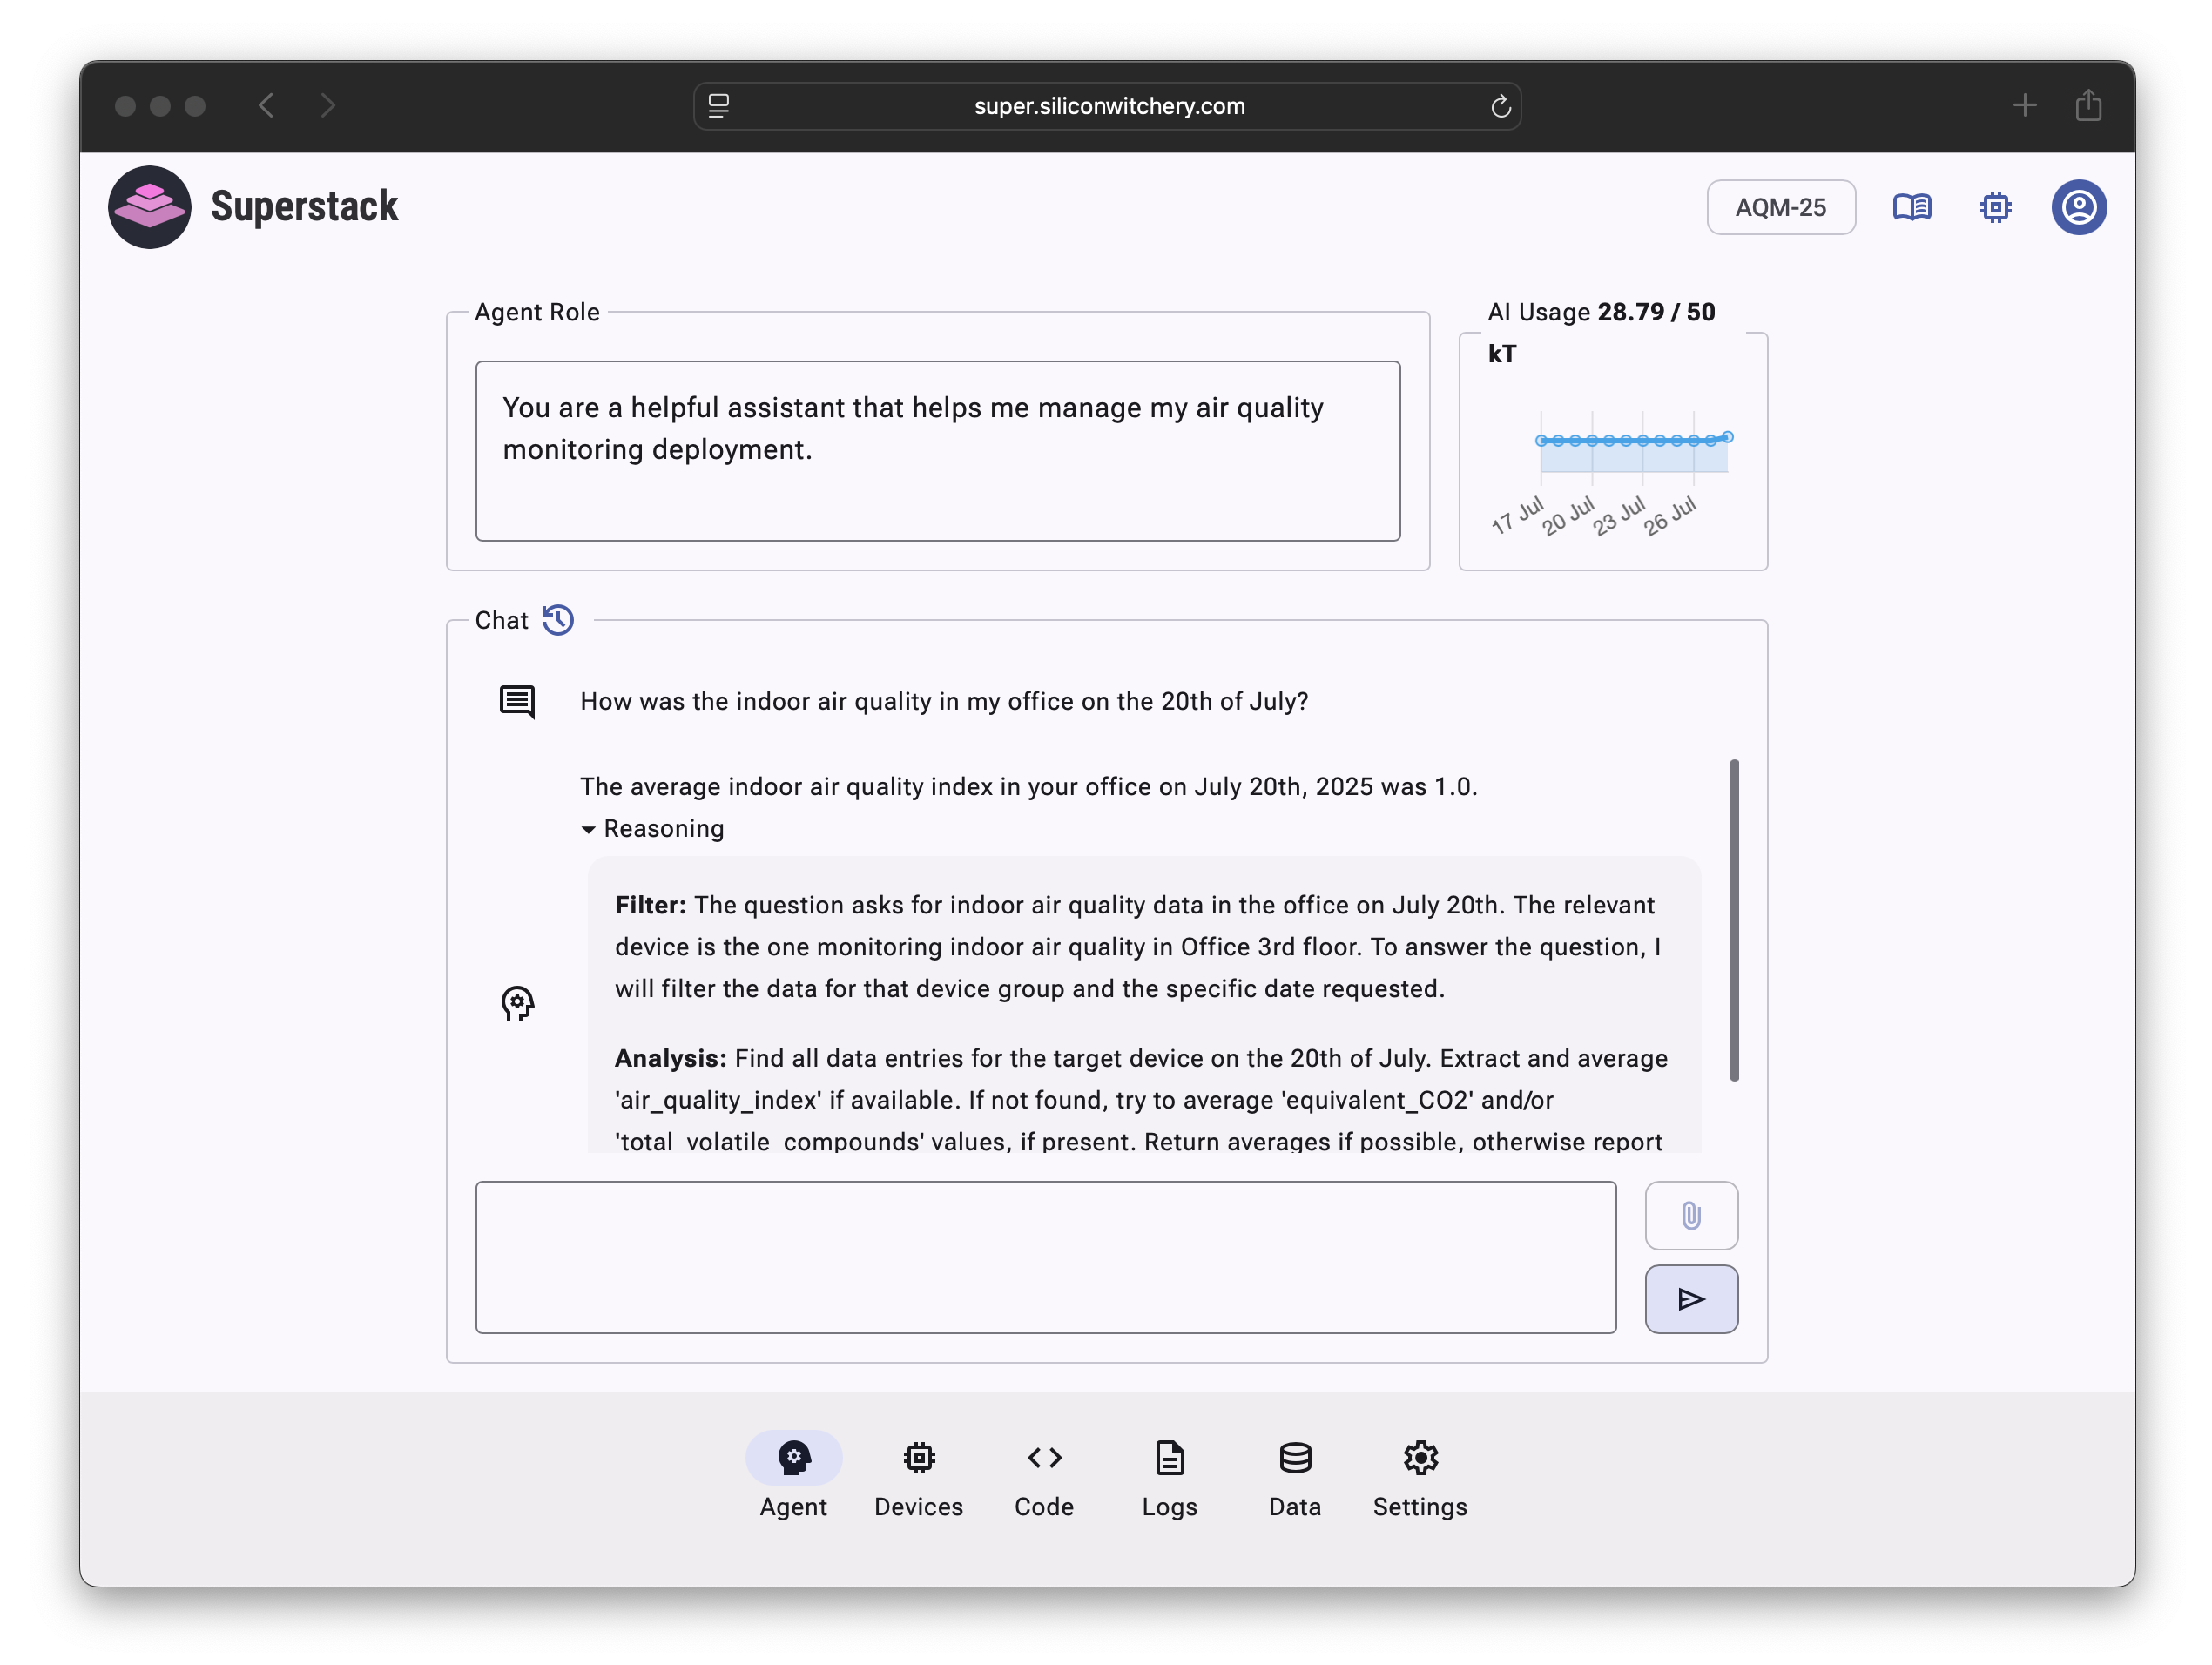 super.siliconwitchery.com
Superstack
AQM-25
Agent Role
You are a helpful assistant that helps me manage my air quality
monitoring deployment.
AI Usage 28.79 / 50
kT
17 Jul
20 Jul
23 Jul
26 Jul
Chat
How was the indoor air quality in my office on the 20th of July?
The average indoor air quality index in your office on July 20th, 2025 was 1.0.
Reasoning
Filter: The question asks for indoor air quality data in the office on July 20th. The relevant
device is the one monitoring indoor air quality in Office 3rd floor. To answer the question, I
will filter the data for that device group and the specific date requested.
Analysis: Find all data entries for the target device on the 20th of July. Extract and average
'air_quality_index' if available. If not found, try to average 'equivalent_CO2' and/or
'total_volatile_compounds' values, if present. Return averages if possible, otherwise report
Agent
Devices
Code
Logs
Data
Settings